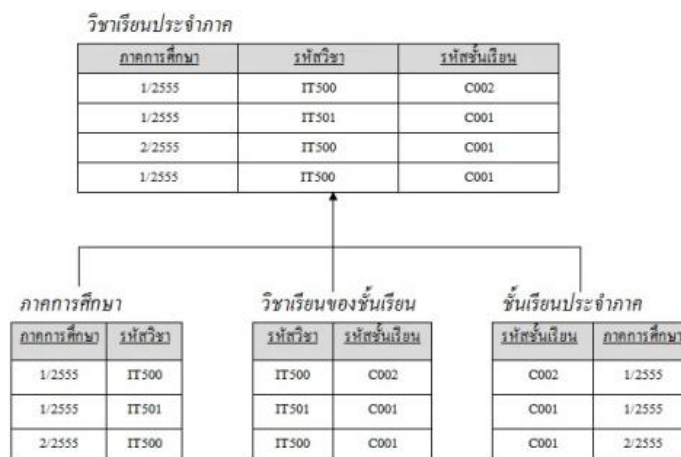 วิชาเรียนประจำภาค
ภาคการศึกษา รหัสวิชา รหัสชั้นเรียน
1/2555 IT500 C002
1/2555 IT501 C001
2/2555 IT500 C001
1/2555 IT500 C001
ภาคการศึกษา วิชาเรียนของชั้นเรียน ชั้นเรียนประจำภาค
ภาคการศึกษา รหัสวิชา รหัสวิชา รหัสชั้นเรียน รหัสชั้นเรียน ภาคการศึกษา
1/2555 IT500 IT500 C002 C002 1/2555
1/2555 IT501 IT501 C001 C001 1/2555
2/2555 IT500 IT500 C001 C001 2/2555